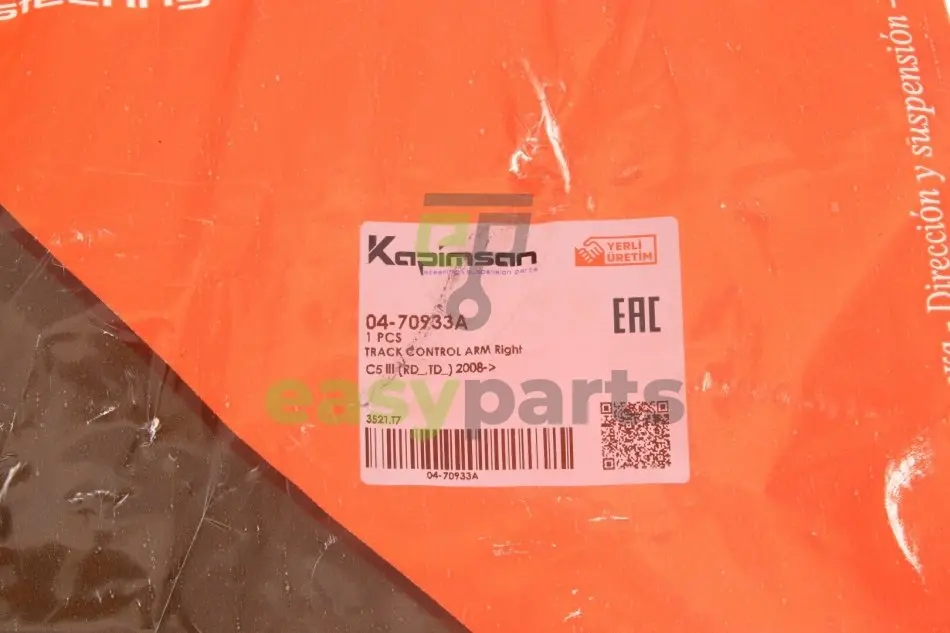 steering
Dirección y suspensión -
Kapimsan
steering & suspension parts
YERLİ
ÜRETİM
04-70933A
1 PCS
TRACK CONTROL ARM Right
C5 III (RD_,TD_) 2008->
EAC
easyparts
3521.T7
04-70933A